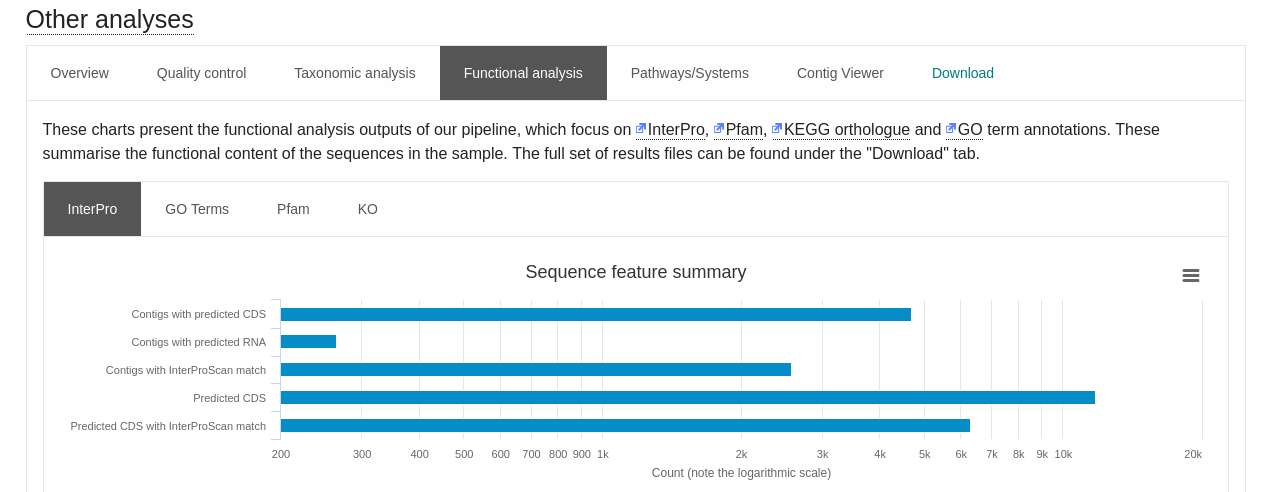 Other analyses
Overview Quality control Taxonomic analysis Functional analysis Pathways/Systems Contig Viewer Download
These charts present the functional analysis outputs of our pipeline, which focus on InterPro, Pfam, KEGG orthologue and GO term annotations. These
summarise the functional content of the sequences in the sample. The full set of results files can be found under the "Download" tab.
InterPro GO Terms Pfam KO
Sequence feature summary
Contigs with predicted CDS
Contigs with predicted RNA
Contigs with InterProScan match
Predicted CDS
Predicted CDS with InterProScan match
200 300 400 500 600 700 800 900 1k 2k 3k 4k 5k 6k 7k 8k 9k 10k 20k
Count (note the logarithmic scale)